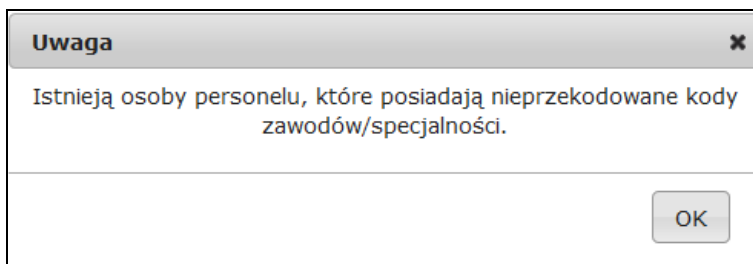 Uwaga
Istnieją osoby personelu, które posiadają nieprzekodowane kody
zawodów/specjalności.
OK